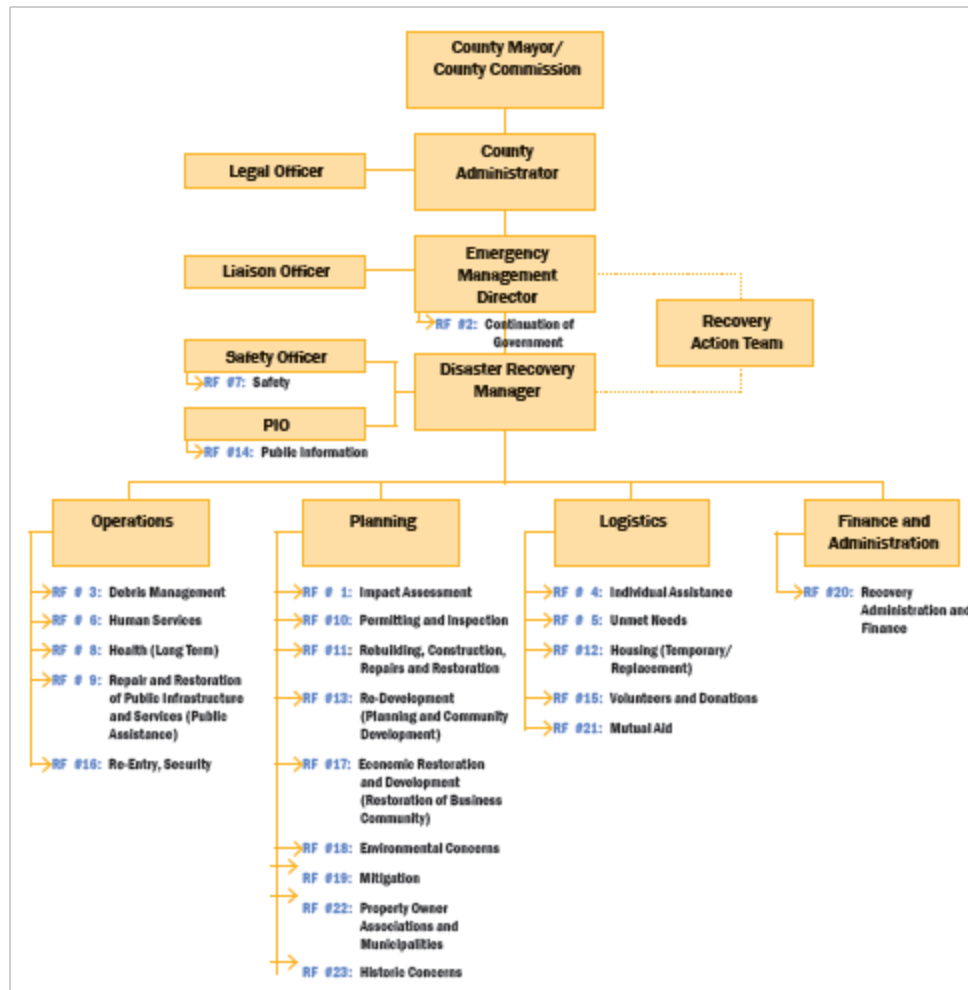 County Mayor/
County Commission
County
Administrator
Legal Officer
Emergency
Management
Director
Liaison Officer
RF #2: Continuation of
Government
Recovery
Action Team
Safety Officer
RF #7: Safety
Disaster Recovery
Manager
PIO
RF #14: Public Information
Operations
RF # 3: Debris Management
RF # 6: Human Services
RF # 8: Health (Long Term)
RF # 9: Repair and Restoration
of Public Infrastructure
and Services (Public
Assistance)
RF #16: Re-Entry, Security
Planning
RF # 1: Impact Assessment
RF #10: Permitting and Inspection
RF #11: Rebuilding, Construction,
Repairs and Restoration
RF #13: Re-Development
(Planning and Community
Development)
RF #17: Economic Restoration
and Development
(Restoration of Business
Community)
RF #18: Environmental Concerns
RF #19: Mitigation
RF #22: Property Owner
Associations and
Municipalities
RF #23: Historic Concerns
Logistics
RF # 4: Individual Assistance
RF # 5: Unmet Needs
RF #12: Housing (Temporary/
Replacement)
RF #15: Volunteers and Donations
RF #21: Mutual Aid
Finance and
Administration
RF #20: Recovery
Administration and
Finance